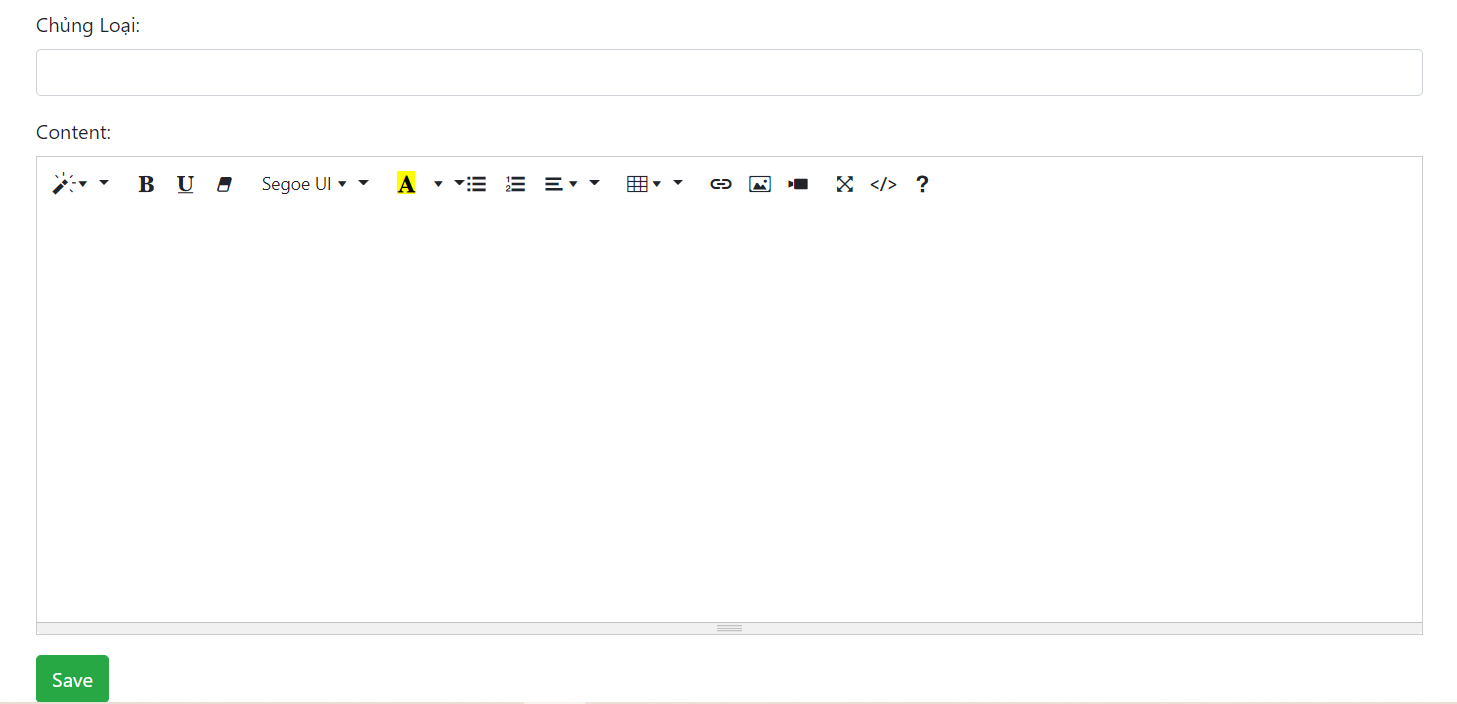 Chủng Loại:
Content:
B U Segoe UI A </> ?
Save